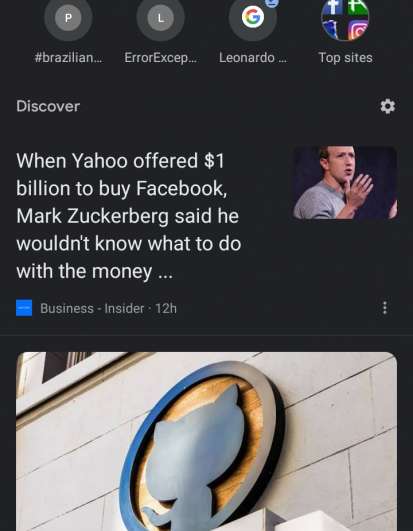 P
L
G
#brazilian...
ErrorExcep...
Leonardo ...
Top sites
Discover
When Yahoo offered $1
billion to buy Facebook,
Mark Zuckerberg said he
wouldn't know what to do
with the money ...
Business - Insider · 12h